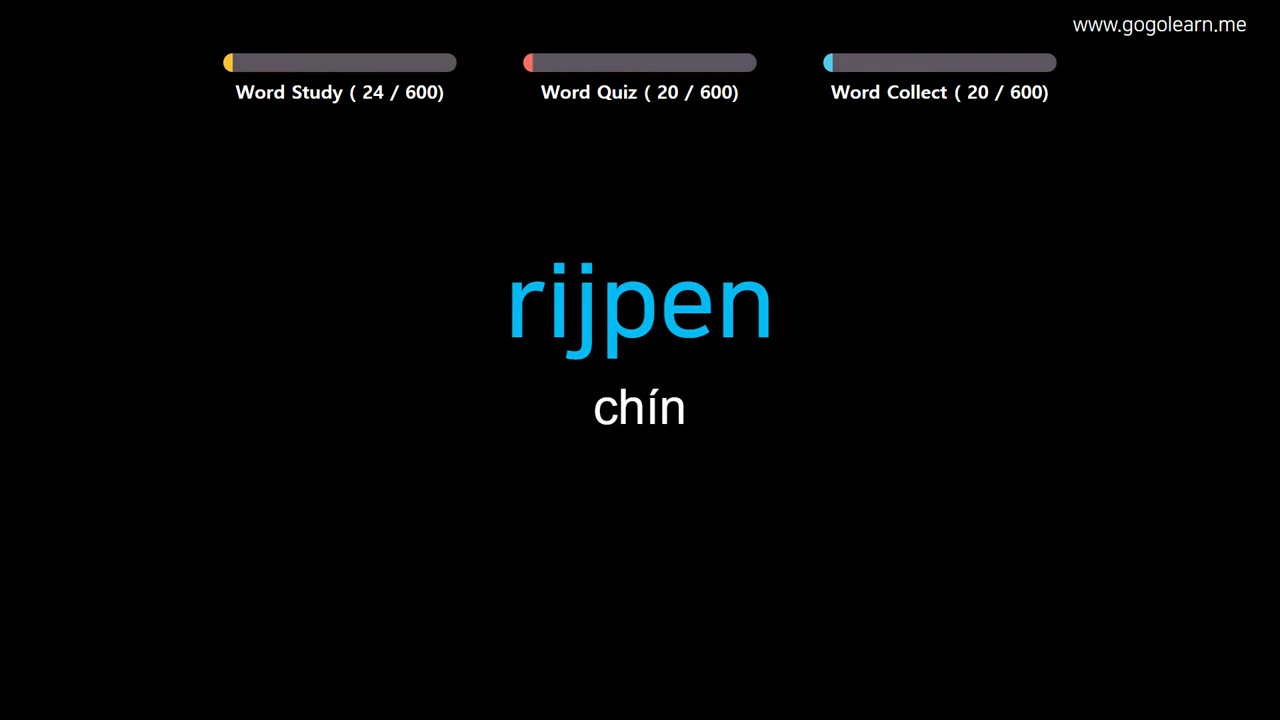 www.gogolearn.me
Word Study ( 24 / 600)
Word Quiz ( 20 / 600)
Word Collect ( 20 / 600)
rijpen
chín